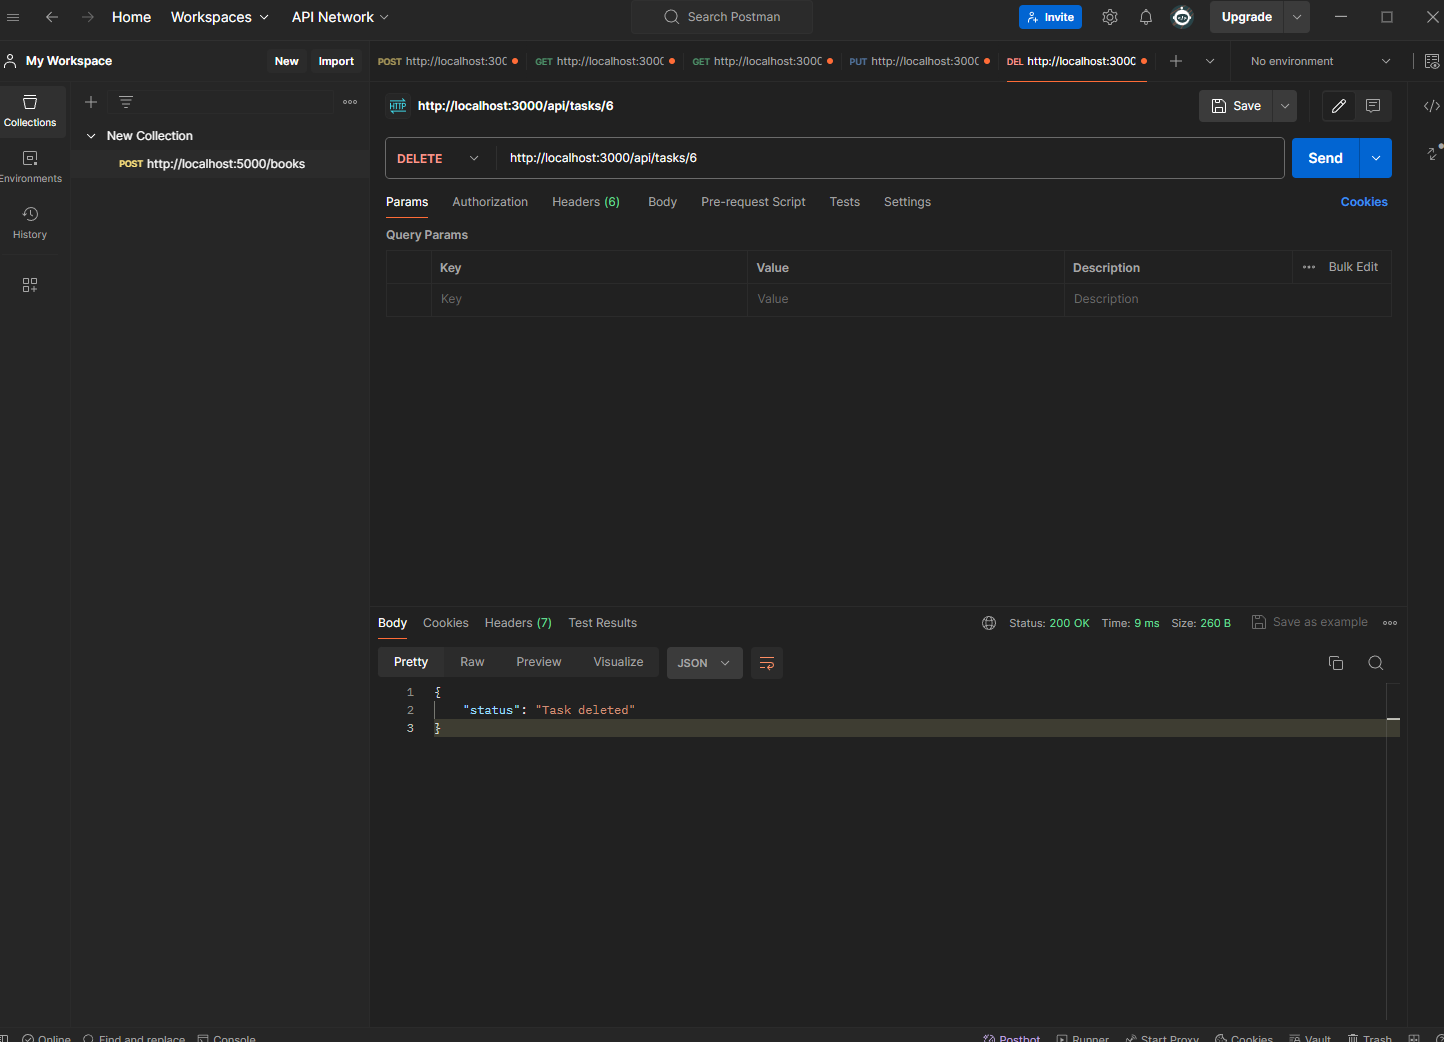 Home Workspaces API Network Search Postman Invite Upgrade
My Workspace New Import
POST http://localhost:300 GET http://localhost:3000 GET http://localhost:3000 PUT http://localhost:3000 DEL http://localhost:3000 No environment
Collections
Environments
History
New Collection
POST http://localhost:5000/books
HTTP http://localhost:3000/api/tasks/6 Save
DELETE http://localhost:3000/api/tasks/6 Send
Params Authorization Headers (6) Body Pre-request Script Tests Settings Cookies
Query Params
Key Value Description Bulk Edit
Key Value Description
Body Cookies Headers (7) Test Results Status: 200 OK Time: 9 ms Size: 260 B Save as example
Pretty Raw Preview Visualize JSON
1 {
2 "status": "Task deleted"
3 }
Online Find and replace Console Postbot Runner Start Proxy Cookies Vault Trash